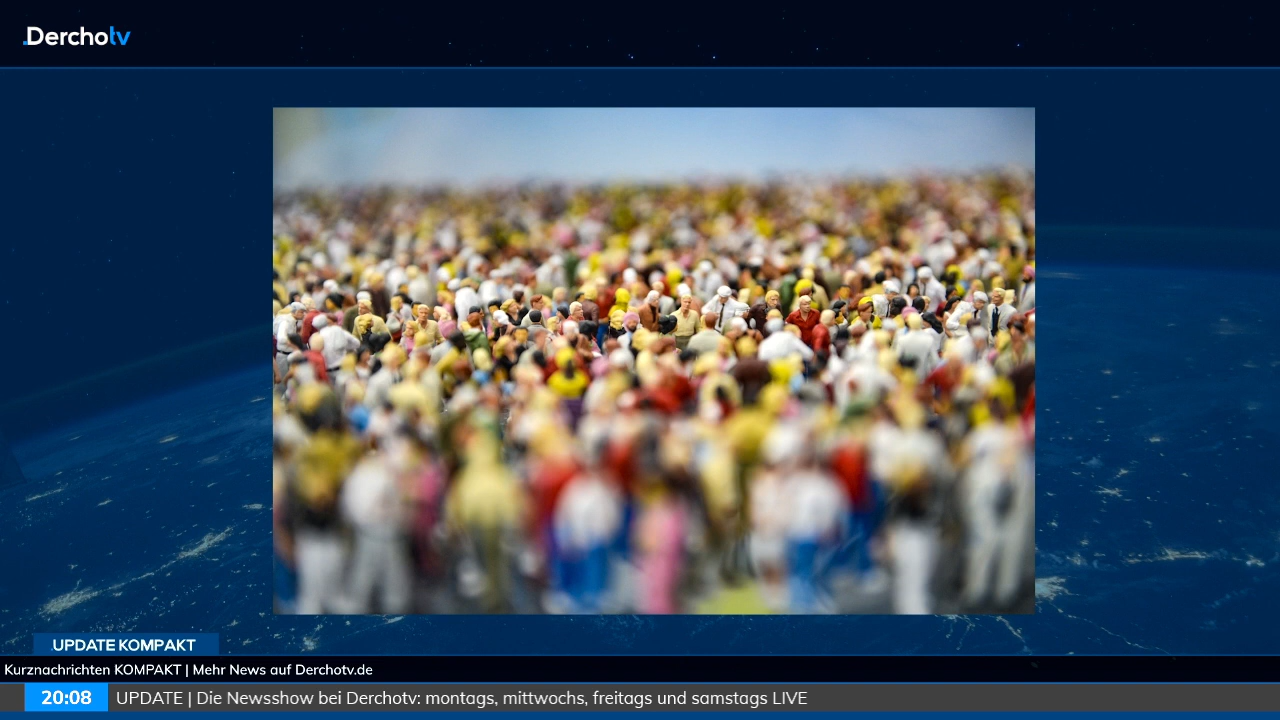 .Derchotv
.UPDATE KOMPAKT
Kurznachrichten KOMPAKT | Mehr News auf Derchotv.de
20:08 UPDATE | Die Newsshow bei Derchotv: montags, mittwochs, freitags und samstags LIVE